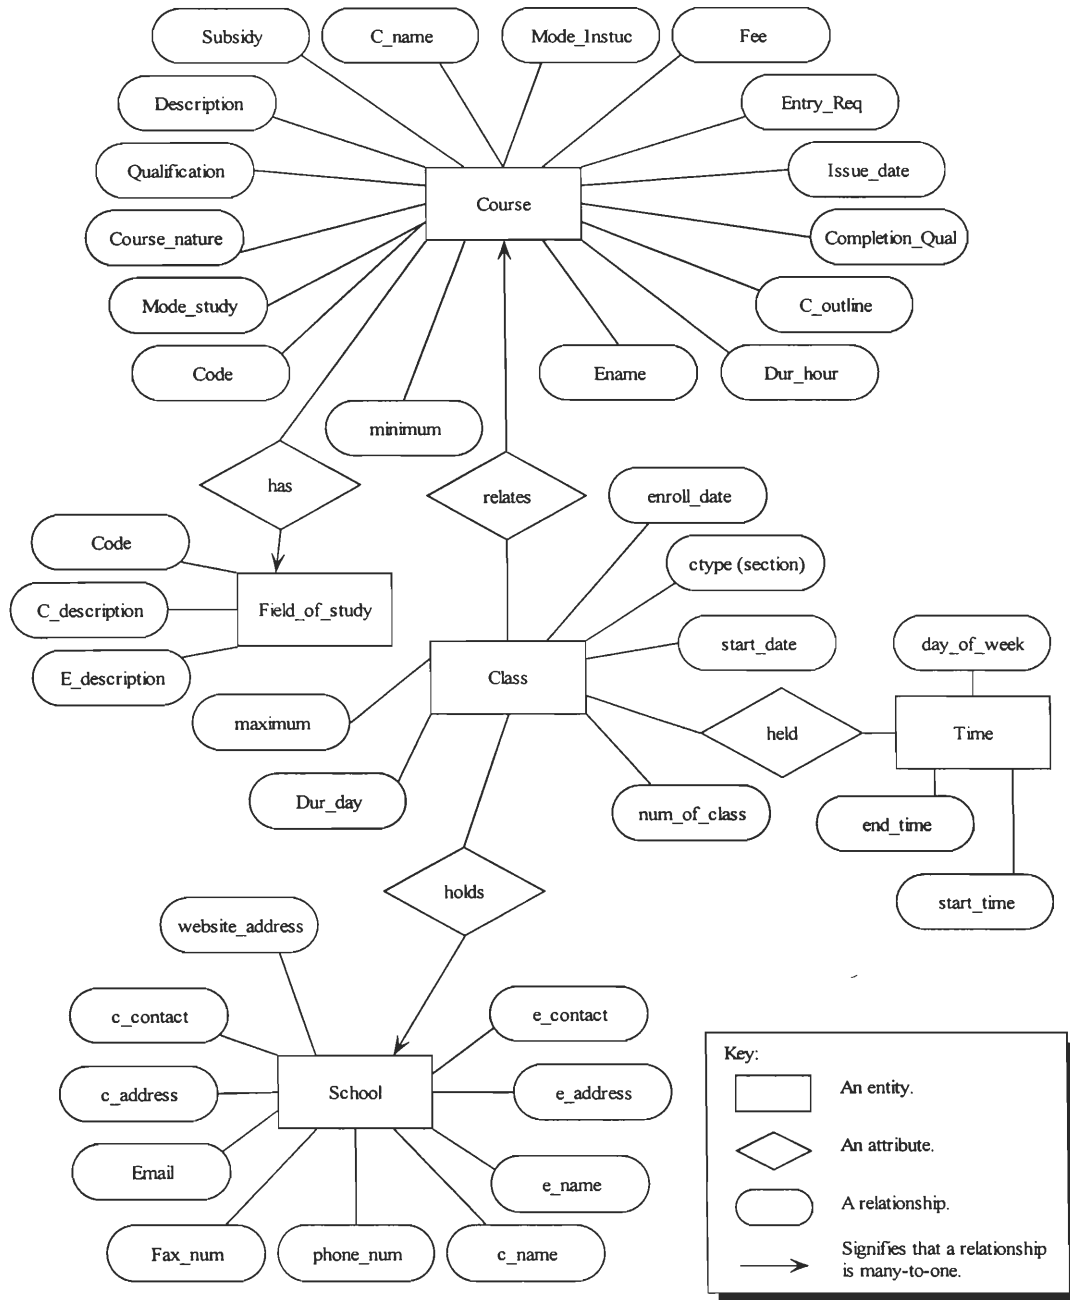 Subsidy
C_name
Mode_Instuc
Fee
Description
Entry_Req
Qualification
Issue_date
Course
Course_nature
Completion_Qual
Mode_study
C_outline
Code
Ename
Dur_hour
minimum
has
relates
enroll_date
Code
ctype (section)
C_description
Field_of_study
start_date
day_of_week
E_description
Class
maximum
held
Time
Dur_day
num_of_class
end_time
holds
start_time
website_address
c_contact
e_contact
c_address
School
e_address
Email
e_name
Fax_num
phone_num
c_name
Key:
An entity.
An attribute.
A relationship.
Signifies that a relationship
is many-to-one.